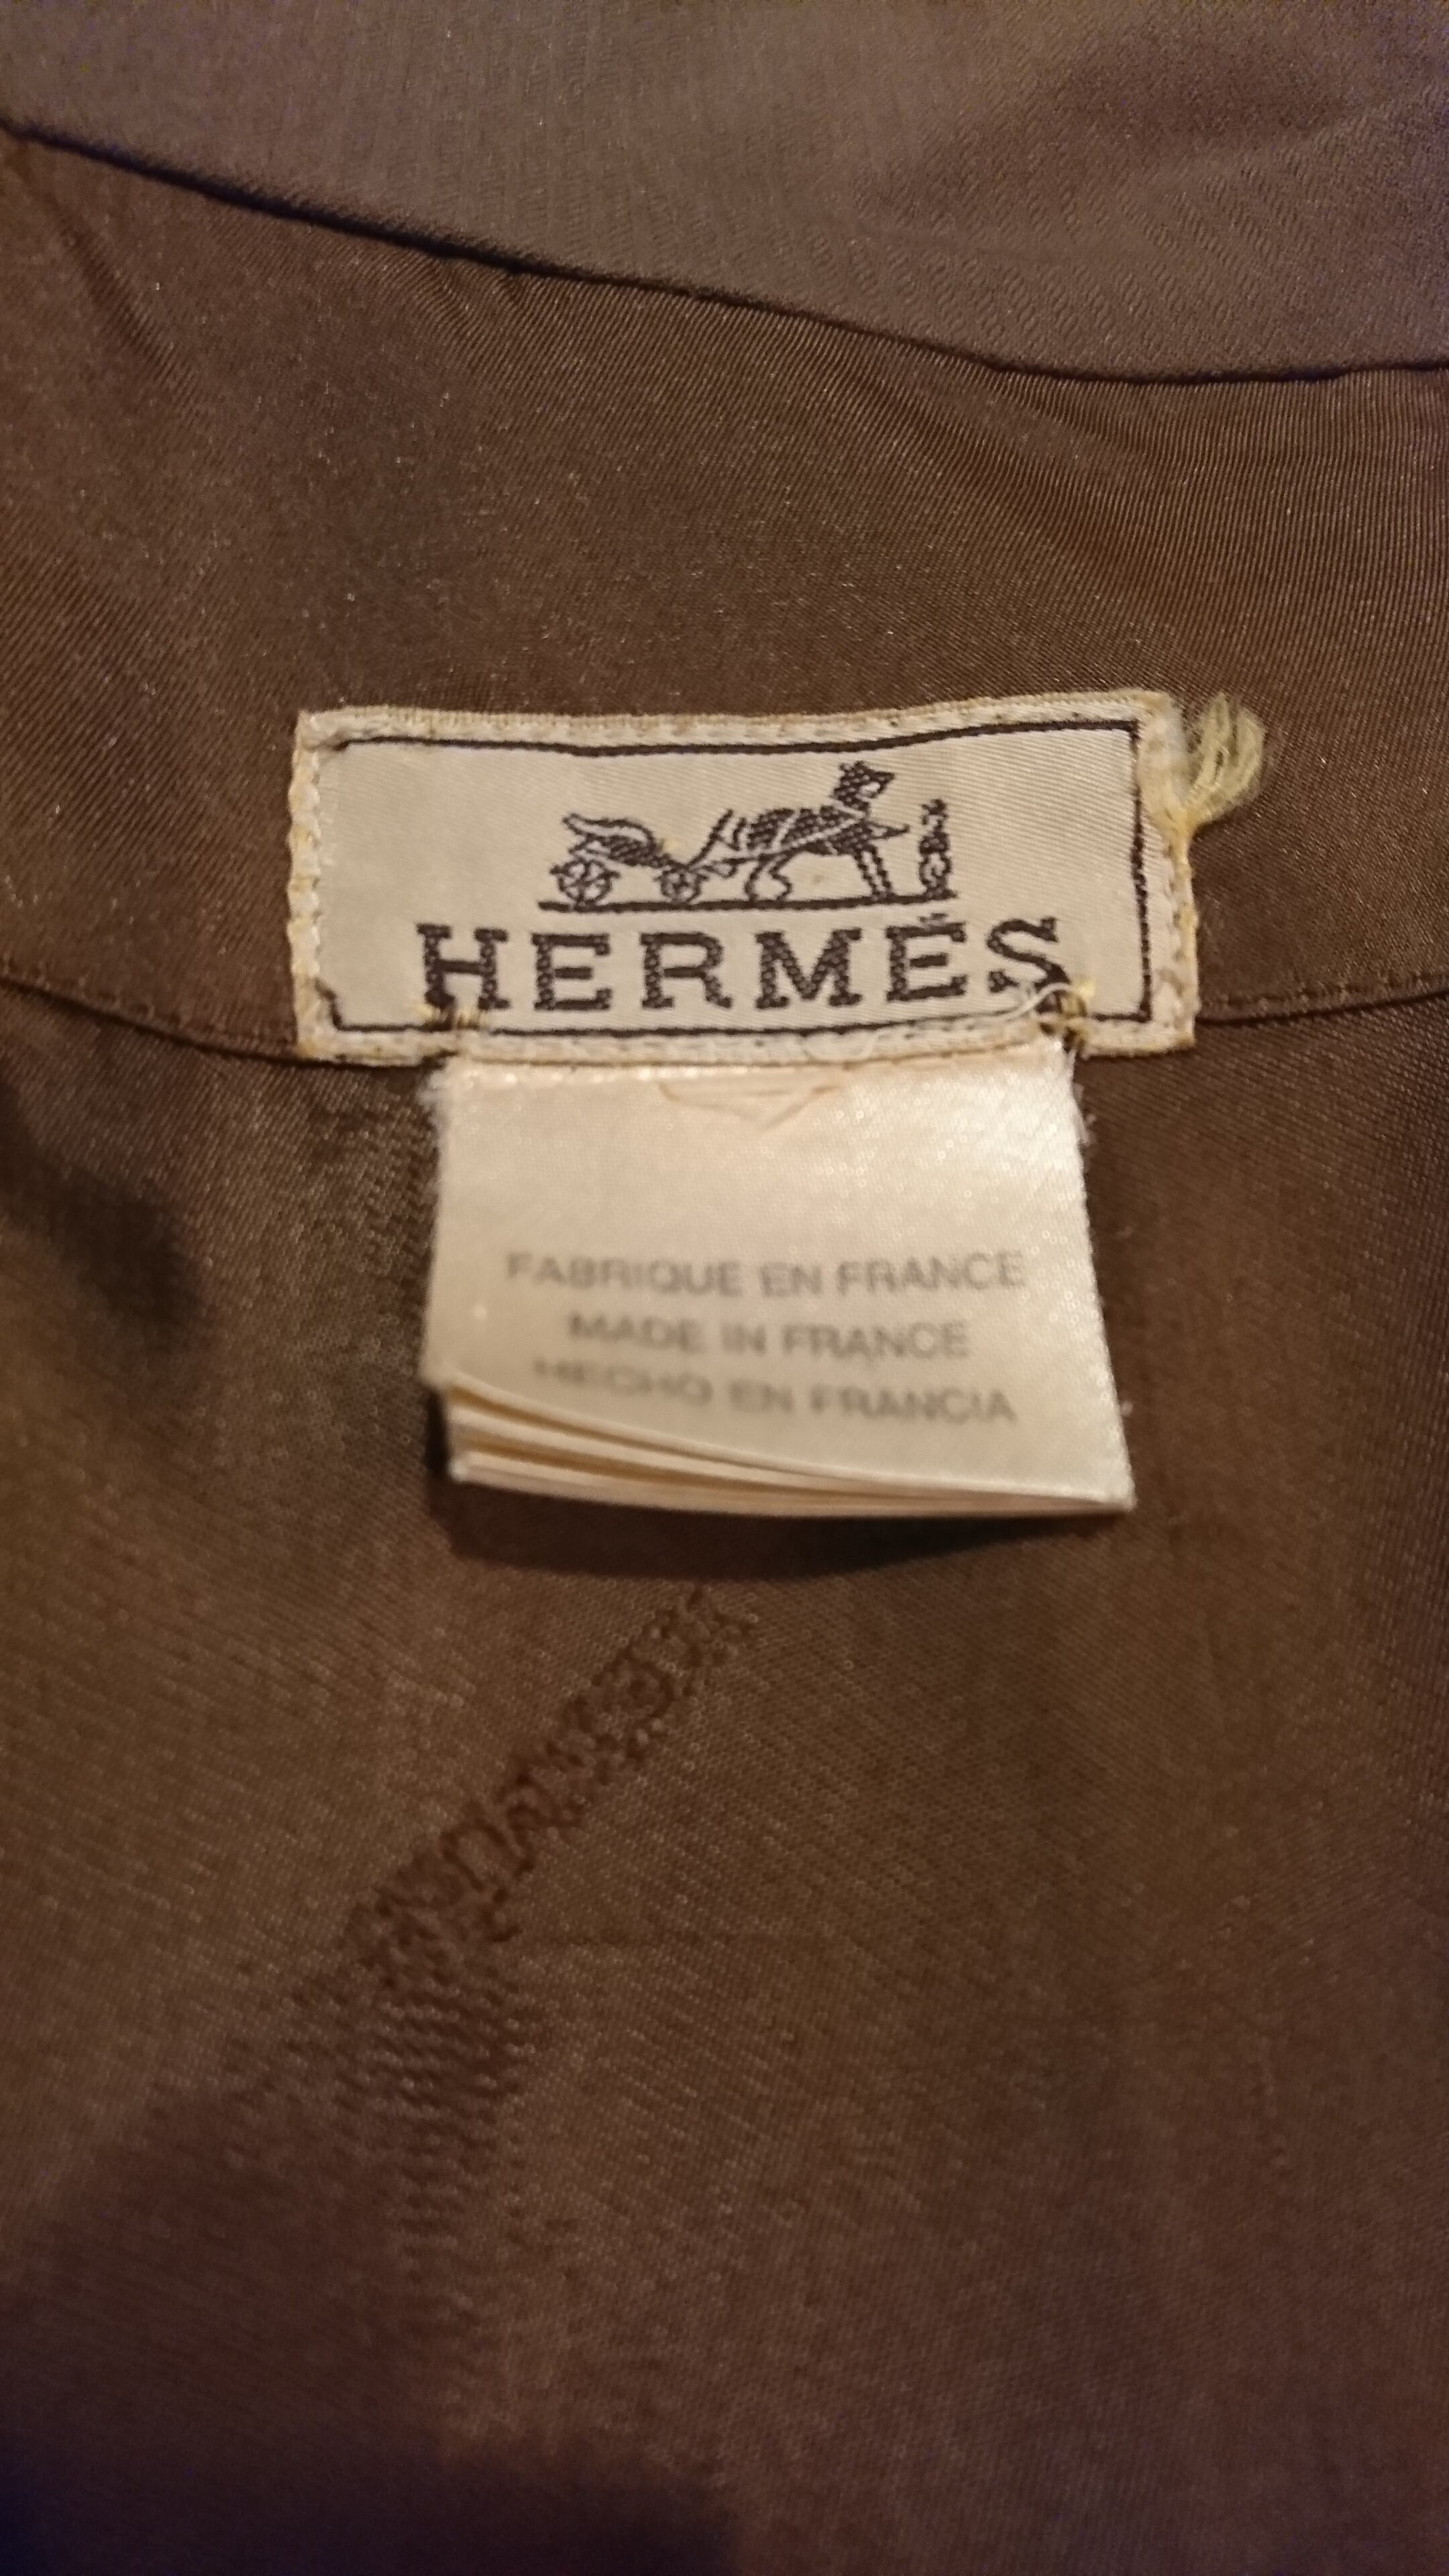 HERMÈS
FABRIQUE EN FRANCE
MADE IN FRANCE
HECHO EN FRANCIA